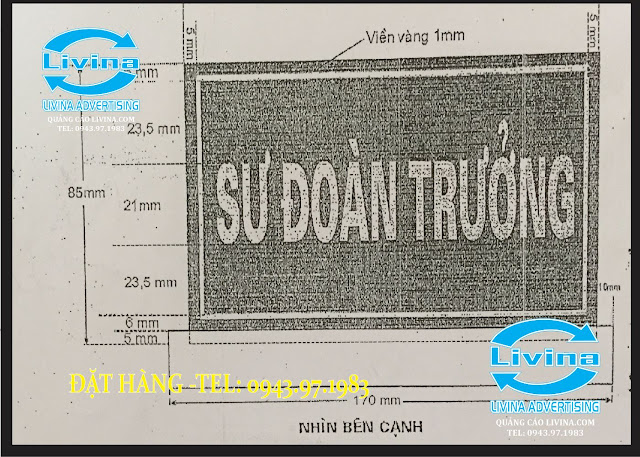 Livina
LIVINA ADVERTISING
QUẢNG CÁO LIVINA.COM
TEL: 0943.97.1983
5 mm
5 mm
Viền vàng 1mm
mm
23,5 mm
SƯ ĐOÀN TRƯỞNG
85mm
21mm
23,5 mm
10mm
6 mm
5 mm
ĐẶT HÀNG -TEL: 0943.97.1983
170 mm
NHÌN BÊN CẠNH
Livina
LIVINA ADVERTISING
QUẢNG CÁO LIVINA.COM
TEL: 0943.97.1983